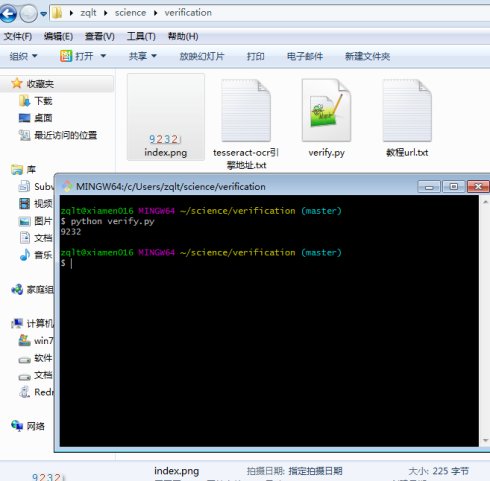 zqlt ▸ science ▸ verification
文件(F) 编辑(E) 查看(V) 工具(T) 帮助(H)
组织 打开 共享 放映幻灯片 打印 电子邮件 新建文件夹
收藏夹
下载
桌面
最近访问的位置
库
Subv
视频
图片
文档
音乐
家庭组
计算机
win7
软件
文档
Redr
网络
9232
index.png
tesseract-ocr引
擎地址.txt
verify.py
教程url.txt
MINGW64:/c/Users/zqlt/science/verification
zqlt@xiamen016 MINGW64 ~/science/verification (master)
$ python verify.py
9232
zqlt@xiamen016 MINGW64 ~/science/verification (master)
$
9232
index.png 拍摄日期: 指定拍摄日期 大小: 225 字节